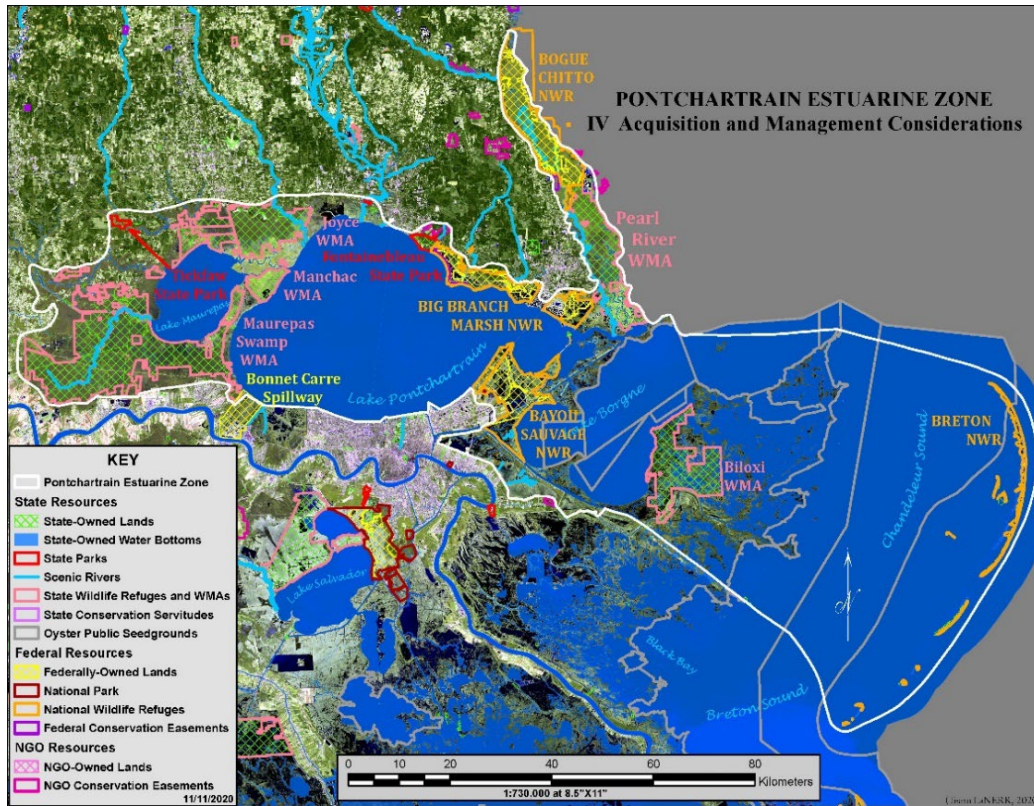 PONTCHARTRAIN ESTUARINE ZONE
IV Acquisition and Management Considerations
BOGUE
CHITTO
NWR
Pearl
River
WMA
Joyce
WMA
Fontainebleau
State Park
Manchac
WMA
Tickfaw
State Park
Lake Maurepas
Maurepas
Swamp
WMA
BIG BRANCH
MARSH NWR
Bonnet Carre
Spillway
Lake Pontchartrain
BAYOU
SAUVAGE
NWR
Borgne
Biloxi
WMA
BRETON
NWR
Chandeleur Sound
Lake Salvador
Black Bay
Breton Sound
N
KEY
Pontchartrain Estuarine Zone
State Resources
State-Owned Lands
State-Owned Water Bottoms
State Parks
Scenic Rivers
State Wildlife Refuges and WMAs
State Conservation Servitudes
Oyster Public Seedgrounds
Federal Resources
Federally-Owned Lands
National Park
National Wildlife Refuges
Federal Conservation Easements
NGO Resources
NGO-Owned Lands
NGO Conservation Easements
11/11/2020
0 20 40 60 80
Kilometers
1:730.000 at 8.5"X11"